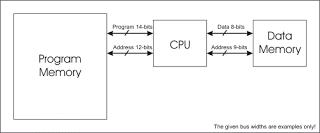 Program 14-bits
Data 8-bits
Program
Memory
CPU
Data
Memory
Address 12-bits
Address 9-bits
The given bus widths are examples only!